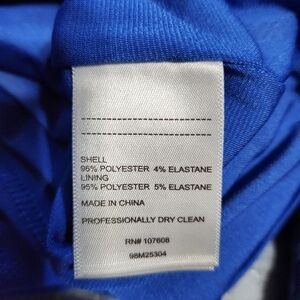 SHELL
95% POLYESTER 4% ELASTANE
LINING
95% POLYESTER 5% ELASTANE
MADE IN CHINA
PROFESSIONALLY DRY CLEAN
RN# 107608
98M25304